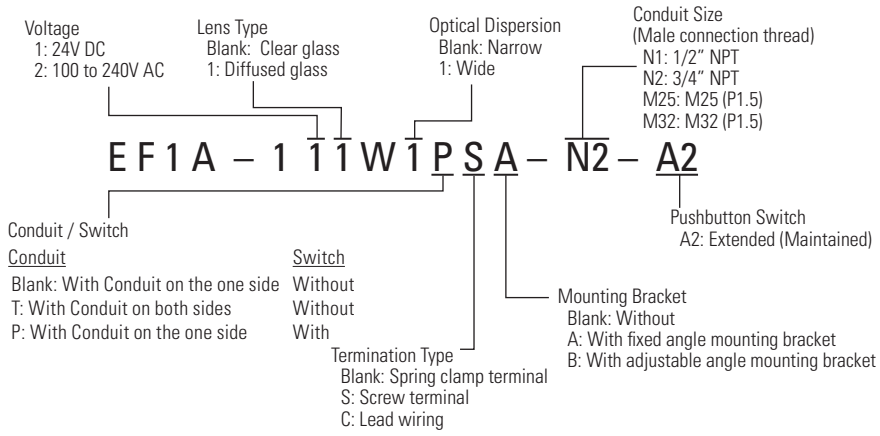 Voltage
1: 24V DC
2: 100 to 240V AC
Lens Type
Blank: Clear glass
1: Diffused glass
Optical Dispersion
Blank: Narrow
1: Wide
Conduit Size
(Male connection thread)
N1: 1/2” NPT
N2: 3/4” NPT
M25: M25 (P1.5)
M32: M32 (P1.5)
EF1A – 111W1PSA – N2 – A2
Conduit / Switch
Conduit Switch
Blank: With Conduit on the one side Without
T: With Conduit on both sides Without
P: With Conduit on the one side With
Termination Type
Blank: Spring clamp terminal
S: Screw terminal
C: Lead wiring
Mounting Bracket
Blank: Without
A: With fixed angle mounting bracket
B: With adjustable angle mounting bracket
Pushbutton Switch
A2: Extended (Maintained)